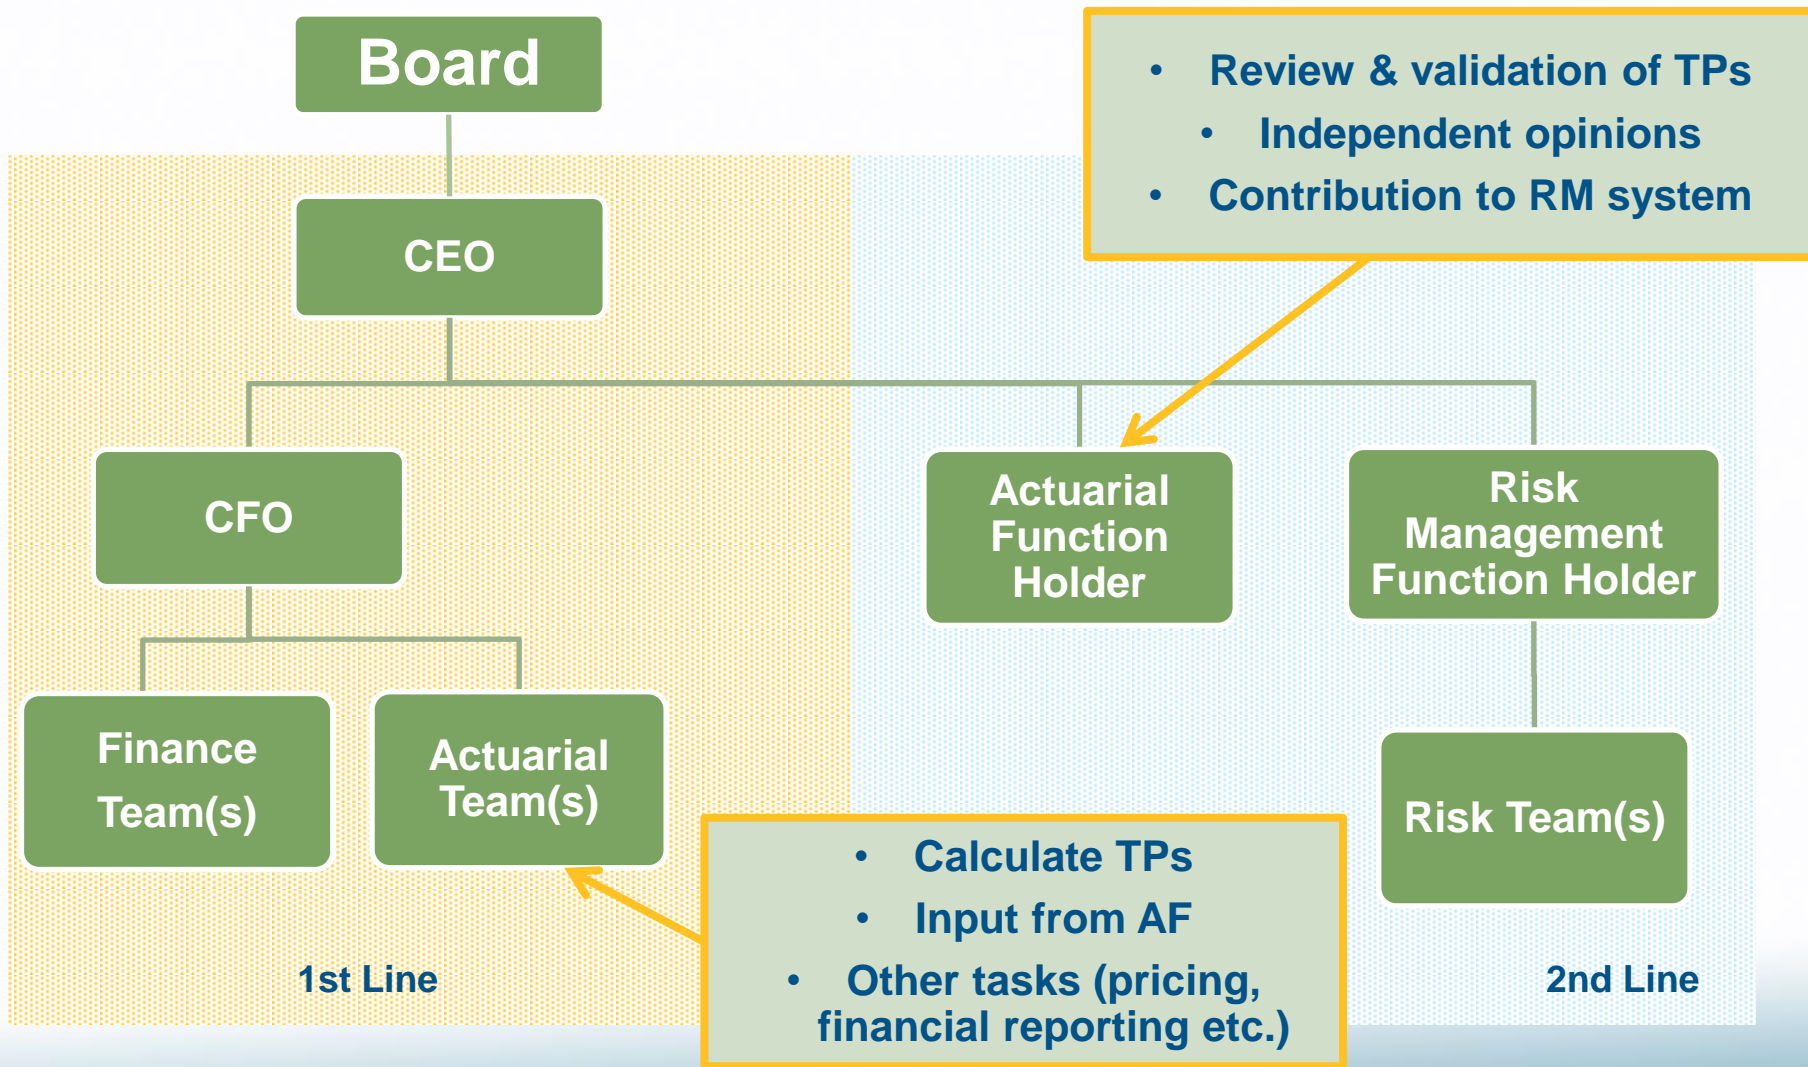 Board
• Review & validation of TPs
• Independent opinions
• Contribution to RM system
CEO
CFO
Actuarial
Function
Holder
Risk
Management
Function Holder
Finance
Team(s)
Actuarial
Team(s)
Risk Team(s)
• Calculate TPs
• Input from AF
• Other tasks (pricing,
financial reporting etc.)
1st Line
2nd Line